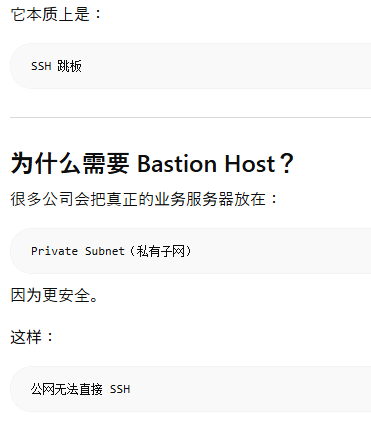 它本质上是：
SSH 跳板
为什么需要 Bastion Host？
很多公司会把真正的业务服务器放在：
Private Subnet（私有子网）
因为更安全。
这样：
公网无法直接 SSH